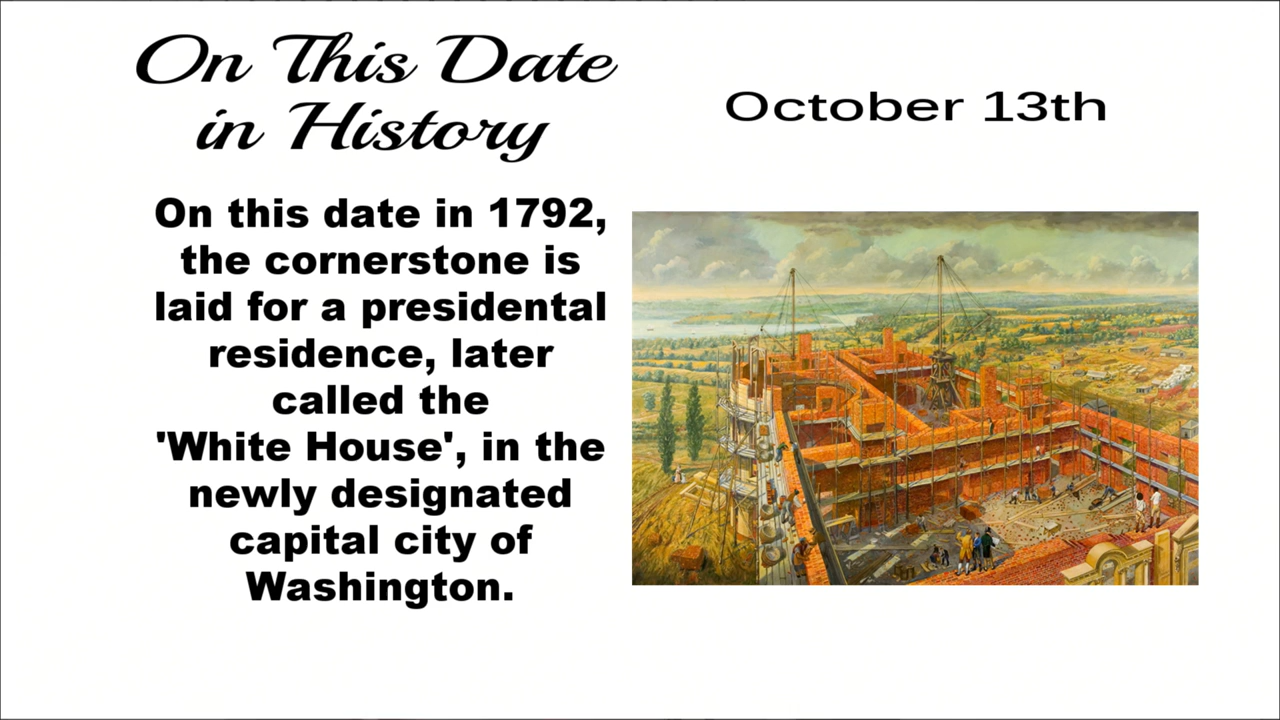 On This Date
in History
October 13th
On this date in 1792,
the cornerstone is
laid for a presidental
residence, later
called the
'White House', in the
newly designated
capital city of
Washington.